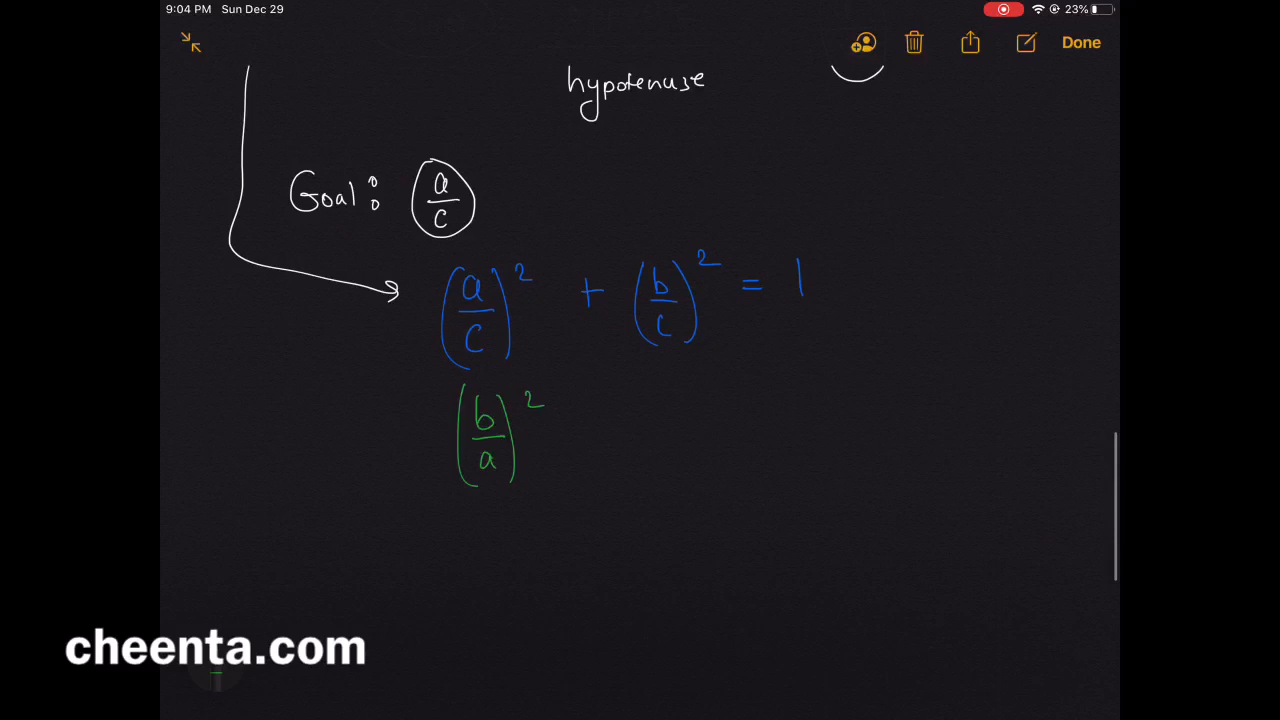 9:04 PM Sun Dec 29 23%
Done
hypotenuse
Goal: a/c
(a/c)² + (b/c)² = 1
(b/a)²
cheenta.com